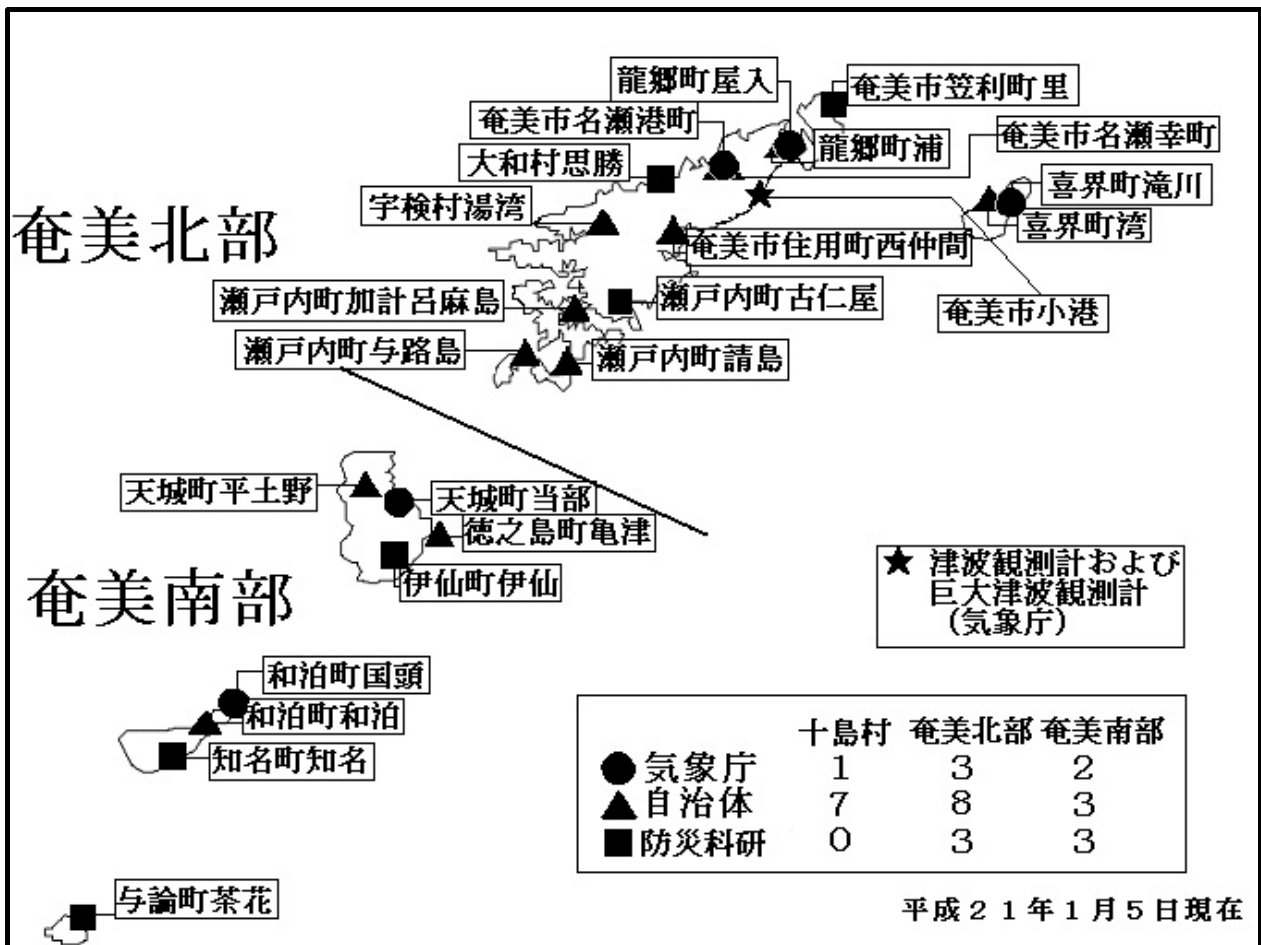 龍郷町屋入
奄美市笠利町里
奄美市名瀬港町
奄美市名瀬幸町
龍郷町浦
大和村思勝
喜界町滝川
宇検村湯湾
喜界町湾
奄美北部
奄美市住用町西仲間
瀬戸内町加計呂麻島
瀬戸内町古仁屋
奄美市小港
瀬戸内町与路島
瀬戸内町請島
天城町平土野
天城町当部
徳之島町亀津
伊仙町伊仙
★ 津波観測計および
巨大津波観測計
(気象庁)
奄美南部
和泊町国頭
和泊町和泊
知名町知名
十島村 奄美北部 奄美南部
●気象庁 1 3 2
▲自治体 7 8 3
■防災科研 0 3 3
与論町茶花
平成21年1月5日現在